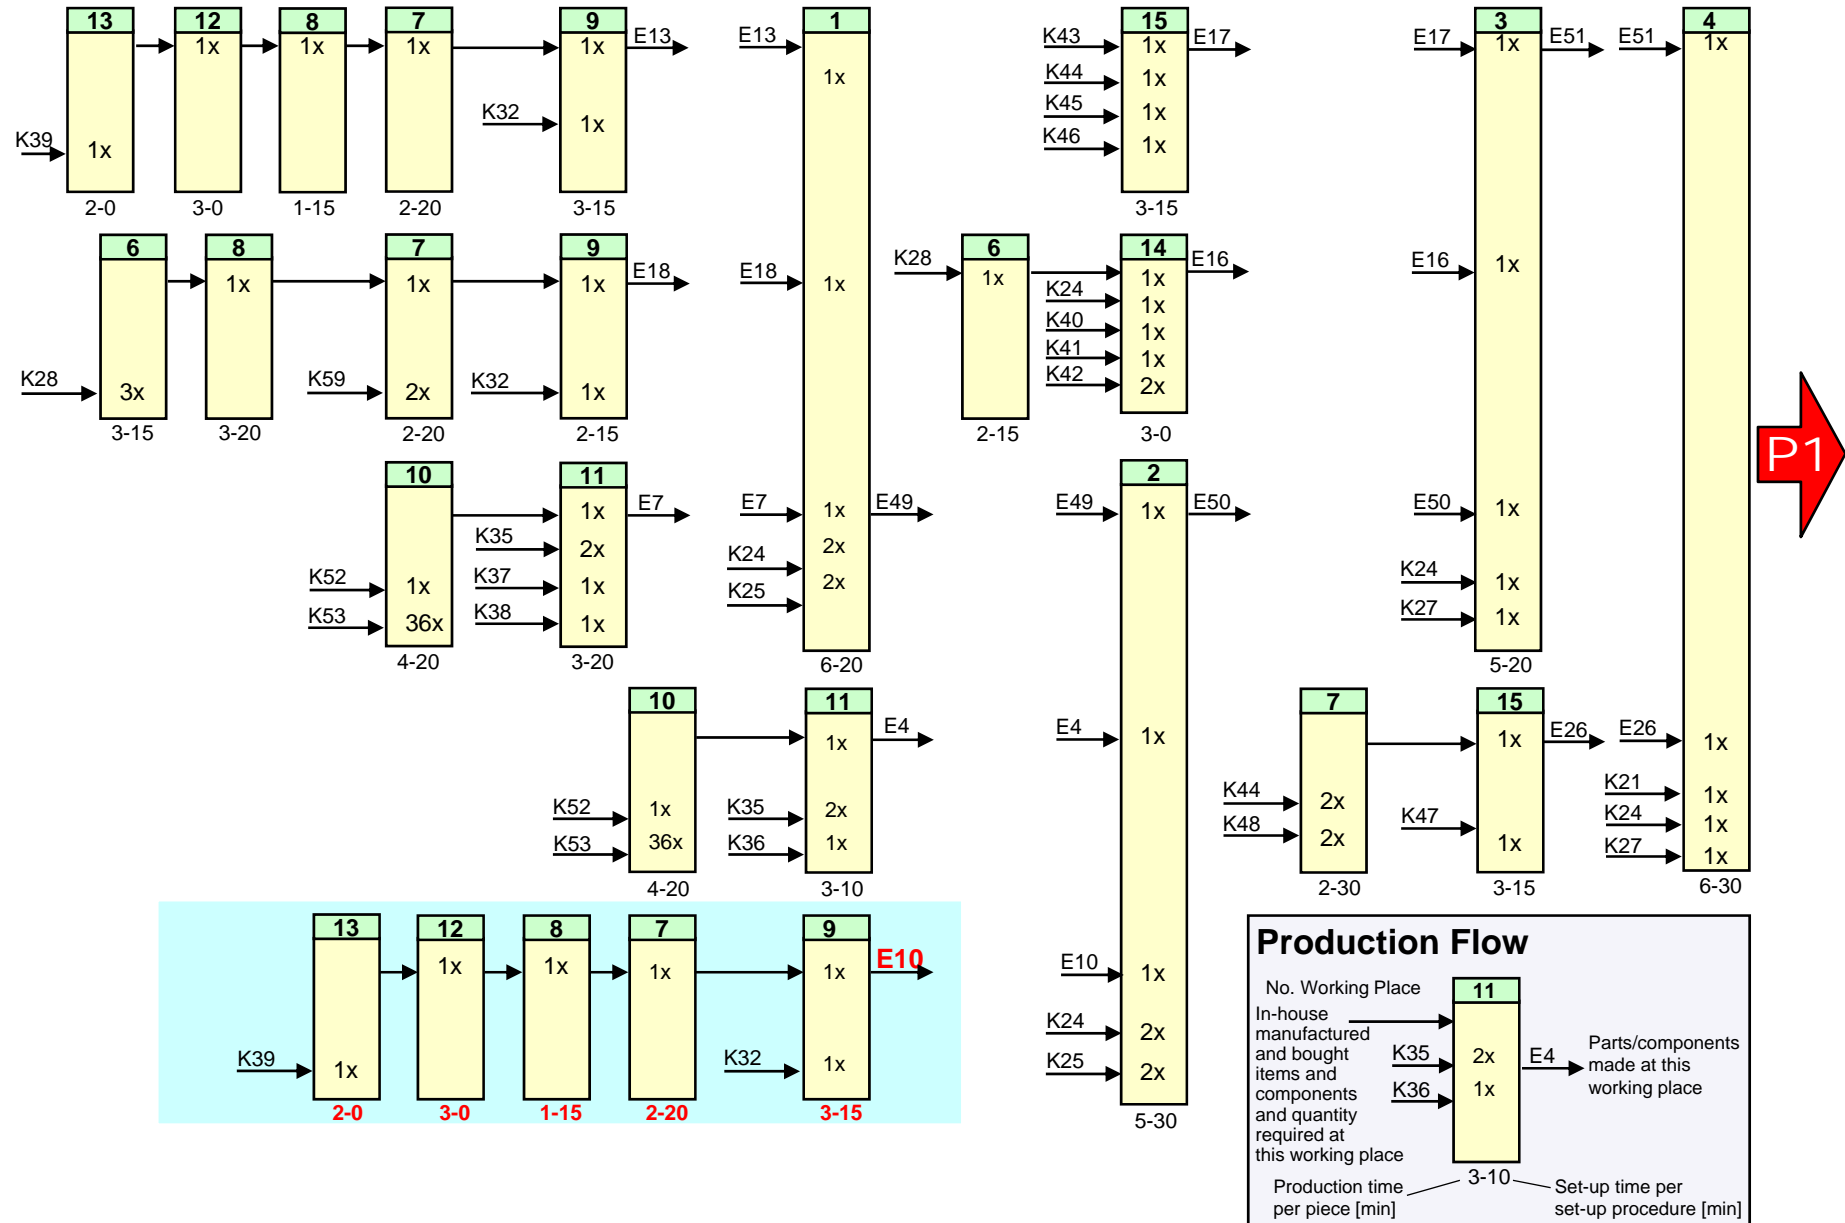 13 12 8 7 9 1 15 3 4
1x 1x 1x 1x E13 E13 K43 1x E17 E17 1x E51 E51 1x
1x K44 1x
K32 1x K45 1x
K39 1x K46 1x
2-0 3-0 1-15 2-20 3-15 3-15
6 8 7 9 6 14
1x 1x 1x E18 E18 1x K28 1x 1x E16 E16 1x
K24 1x
K40 1x
K41 1x
K28 3x K59 2x K32 1x K42 2x
3-15 3-20 2-20 2-15 2-15 3-0
P1
10 11 2
1x E7 E7 1x E49 E49 1x E50 E50 1x
K35 2x K24 2x
K52 1x K37 1x K25 2x K24 1x
K53 36x K38 1x K27 1x
4-20 3-20 6-20 5-20
10 11 7 15
1x E4 E4 1x 1x E26 E26 1x
K52 1x K35 2x K44 2x K21 1x
K53 36x K36 1x K48 2x K47 1x K24 1x
K27 1x
4-20 3-10 2-30 3-15 6-30
13 12 8 7 9
1x 1x 1x 1x E10 E10 1x
K24 2x
K39 1x K32 1x K25 2x
2-0 3-0 1-15 2-20 3-15 5-30
Production Flow
No. Working Place 11
In-house
manufactured
and bought
items and
components
and quantity
required at
this working place
K35 2x E4
K36 1x
Parts/components
made at this
working place
3-10
Production time
per piece [min]
Set-up time per
set-up procedure [min]